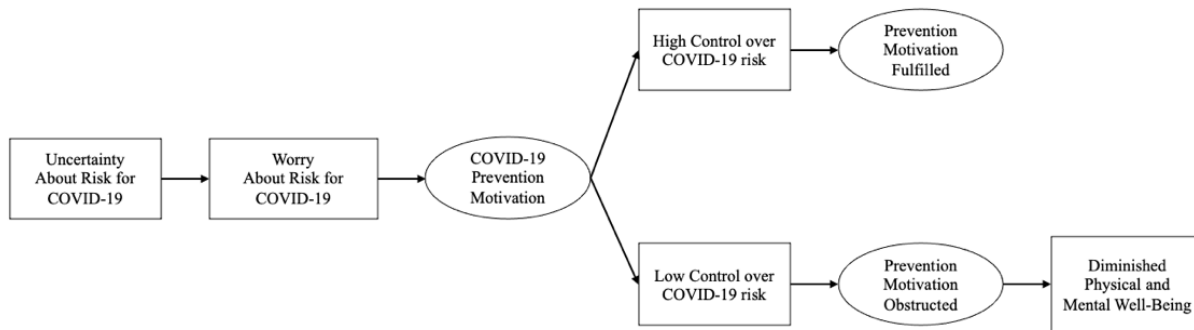 Uncertainty
About Risk for
COVID-19
Worry
About Risk for
COVID-19
COVID-19
Prevention
Motivation
High Control over
COVID-19 risk
Prevention
Motivation
Fulfilled
Low Control over
COVID-19 risk
Prevention
Motivation
Obstructed
Diminished
Physical and
Mental Well-Being